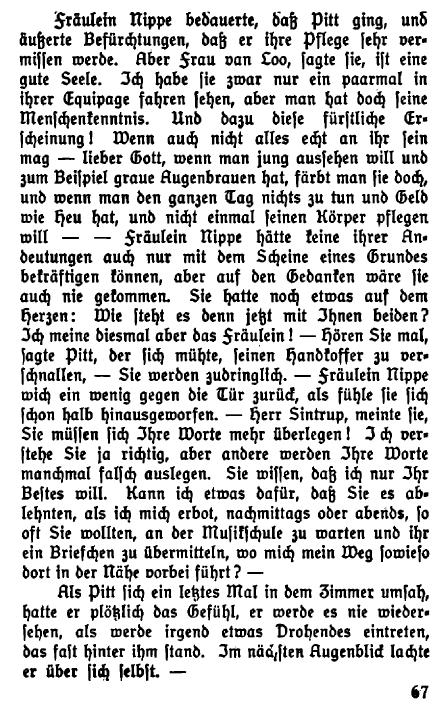 Fräulein Nippe bedauerte, daß Pitt ging, und
äußerte Befürchtungen, daß er ihre Pflege sehr ver-
missen werde. Aber Frau van Loo, sagte sie, ist eine
gute Seele. Ich habe sie zwar nur ein paarmal in
ihrer Equipage fahren sehen, aber man hat doch seine
Menschenkenntnis. Und dazu diese fürstliche Er-
scheinung! Wenn auch nicht alles echt an ihr sein
mag — lieber Gott, wenn man jung aussehen will und
zum Beispiel graue Augenbrauen hat, färbt man sie doch,
und wenn man den ganzen Tag nichts zu tun und Geld
wie Heu hat, und nicht einmal seinen Körper pflegen
will — — Fräulein Nippe hätte keine ihrer An-
deutungen auch nur mit dem Scheine eines Grundes
bekräftigen können, aber auf den Gedanken wäre sie
auch nie gekommen. Sie hatte noch etwas auf dem
Herzen: Wie steht es denn jetzt mit Ihnen beiden?
Ich meine diesmal aber das Fräulein! — Hören Sie mal,
sagte Pitt, der sich mühte, seinen Handkoffer zu ver-
schnallen, — Sie werden zudringlich. — Fräulein Nippe
wich ein wenig gegen die Tür zurück, als fühle sie sich
schon halb hinausgeworfen. — Herr Sintrup, meinte sie,
Sie müssen sich Ihre Worte mehr überlegen! Ich ver-
stehe Sie ja richtig, aber andere werden Ihre Worte
manchmal falsch auslegen. Sie wissen, daß ich nur Ihr
Bestes will. Kann ich etwas dafür, daß Sie es ab-
lehnten, als ich mich erbot, nachmittags oder abends, so
oft Sie wollten, an der Musikschule zu warten und ihr
ein Briefchen zu übermitteln, wo mich mein Weg sowieso
dort in der Nähe vorbei führt? —
Als Pitt sich ein letztes Mal in dem Zimmer umsah,
hatte er plötzlich das Gefühl, er werde es nie wieder-
sehen, als werde irgend etwas Drohendes eintreten,
das fast hinter ihm stand. Im nächsten Augenblick lachte
er über sich selbst. —
67